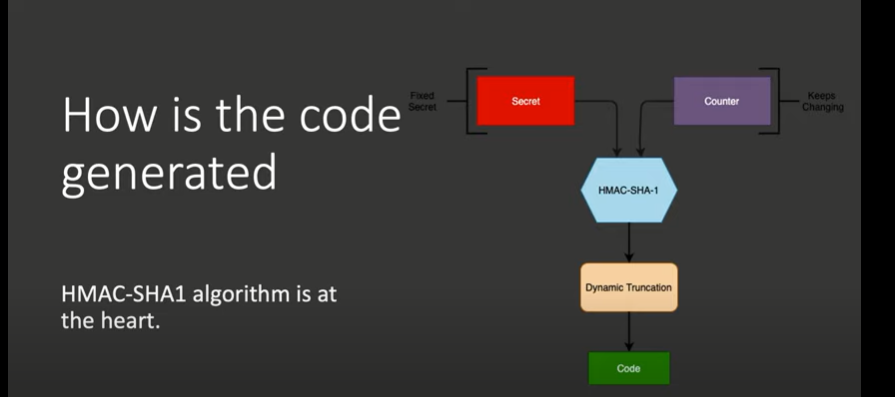 How is the code
generated
HMAC-SHA1 algorithm is at
the heart.
Fixed
Secret
Secret
Counter
Keeps
Changing
HMAC-SHA-1
Dynamic Truncation
Code